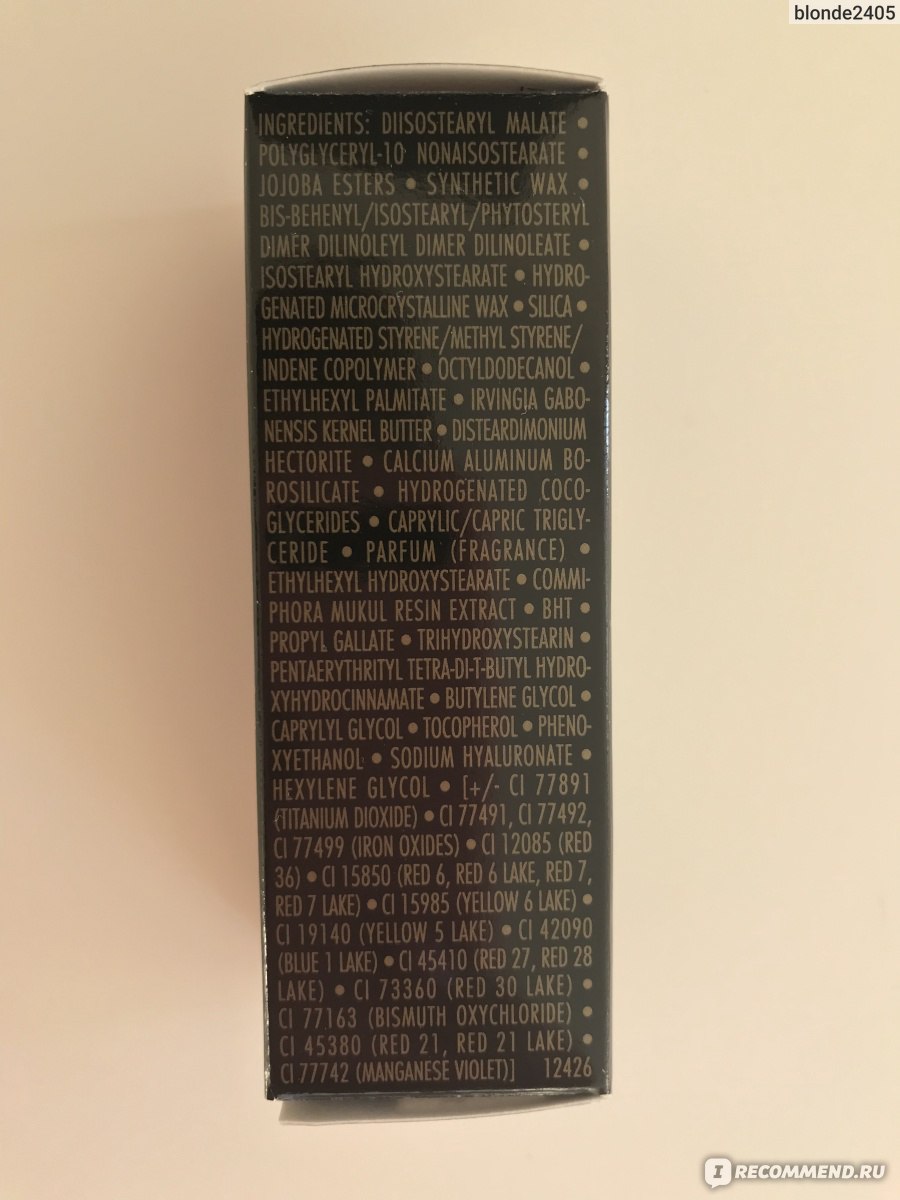 blonde2405
INGREDIENTS: DIISOSTEARYL MALATE •
POLYGLYCERYL-10 NONAISOSTEARATE •
JOJOBA ESTERS • SYNTHETIC WAX •
BIS-BEHENYL/ISOSTEARYL/PHYTOSTERYL
DIMER DILINOLEYL DIMER DILINOLEATE •
ISOSTEARYL HYDROXYSTEARATE • HYDRO-
GENATED MICROCRYSTALLINE WAX • SILICA •
HYDROGENATED STYRENE/METHYL STYRENE/
INDENE COPOLYMER • OCTYLDODECANOL •
ETHYLHEXYL PALMITATE • IRVINGIA GABO-
NENSIS KERNEL BUTTER • DISTEARDIMONIUM
HECTORITE • CALCIUM ALUMINUM BO-
ROSILICATE • HYDROGENATED COCO-
GLYCERIDES • CAPRYLIC/CAPRIC TRIGLY-
CERIDE • PARFUM (FRAGRANCE) •
ETHYLHEXYL HYDROXYSTEARATE • COMMI-
PHORA MUKUL RESIN EXTRACT • BHT •
PROPYL GALLATE • TRIHYDROXYSTEARIN •
PENTAERYTHRITYL TETRA-DI-T-BUTYL HYDRO-
XYHYDROCINNAMATE • BUTYLENE GLYCOL •
CAPRYLYL GLYCOL • TOCOPHEROL • PHENO-
XYETHANOL • SODIUM HYALURONATE •
HEXYLENE GLYCOL • [+/- CI 77891
(TITANIUM DIOXIDE) • CI 77491, CI 77492,
CI 77499 (IRON OXIDES) • CI 12085 (RED
36) • CI 15850 (RED 6, RED 6 LAKE, RED 7,
RED 7 LAKE) • CI 15985 (YELLOW 6 LAKE) •
CI 19140 (YELLOW 5 LAKE) • CI 42090
(BLUE 1 LAKE) • CI 45410 (RED 27, RED 28
LAKE) • CI 73360 (RED 30 LAKE) •
CI 77163 (BISMUTH OXYCHLORIDE) •
CI 45380 (RED 21, RED 21 LAKE) •
CI 77742 (MANGANESE VIOLET)] 12426
IRECOMMEND.RU